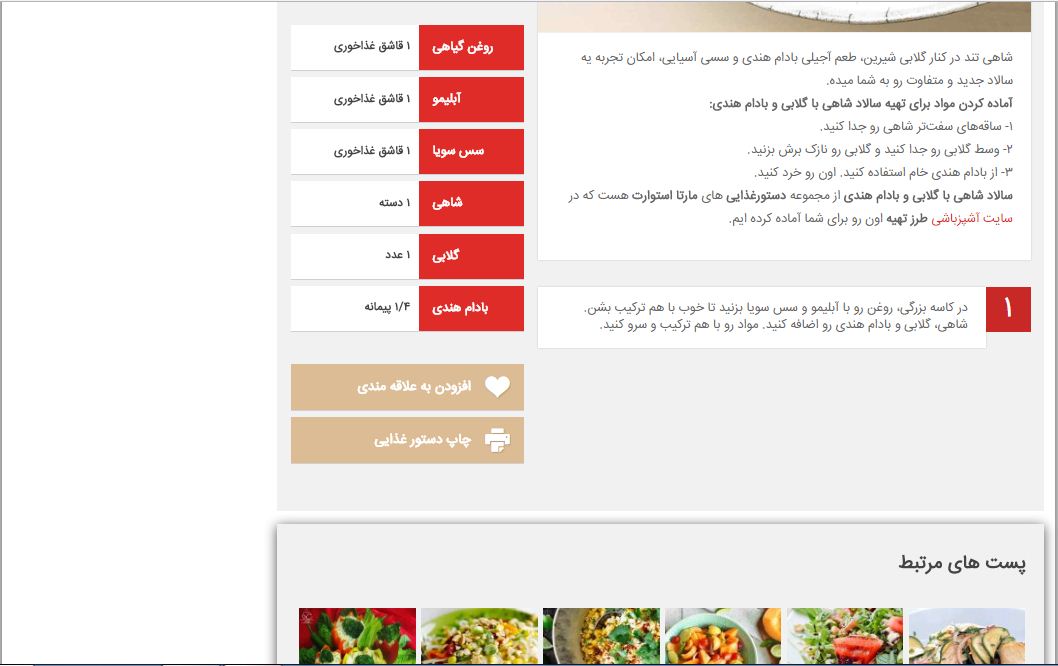 شاهی تند در کنار گلابی شیرین، طعم آجیلی بادام هندی و سسی آسیایی، امکان تجربه یه
سالاد جدید و متفاوت رو به شما میده.
آماده کردن مواد برای تهیه سالاد شاهی با گلابی و بادام هندی:
۱- ساقه‌های سفت‌تر شاهی رو جدا کنید.
۲- وسط گلابی رو جدا کنید و گلابی رو نازک برش بزنید.
۳- از بادام هندی خام استفاده کنید. اون رو خرد کنید.
سالاد شاهی با گلابی و بادام هندی از مجموعه دستورغذایی های مارتا استوارت هست که در
سایت آشپزباشی طرز تهیه اون رو برای شما آماده کرده ایم.
۱
در کاسه بزرگی، روغن رو با آبلیمو و سس سویا بزنید تا خوب با هم ترکیب بشن.
شاهی، گلابی و بادام هندی رو اضافه کنید. مواد رو با هم ترکیب و سرو کنید.
روغن گیاهی ۱ قاشق غذاخوری
آبلیمو ۱ قاشق غذاخوری
سس سویا ۱ قاشق غذاخوری
شاهی ۱ دسته
گلابی ۱ عدد
بادام هندی ۱/۴ پیمانه
افزودن به علاقه مندی
چاپ دستور غذایی
پست های مرتبط